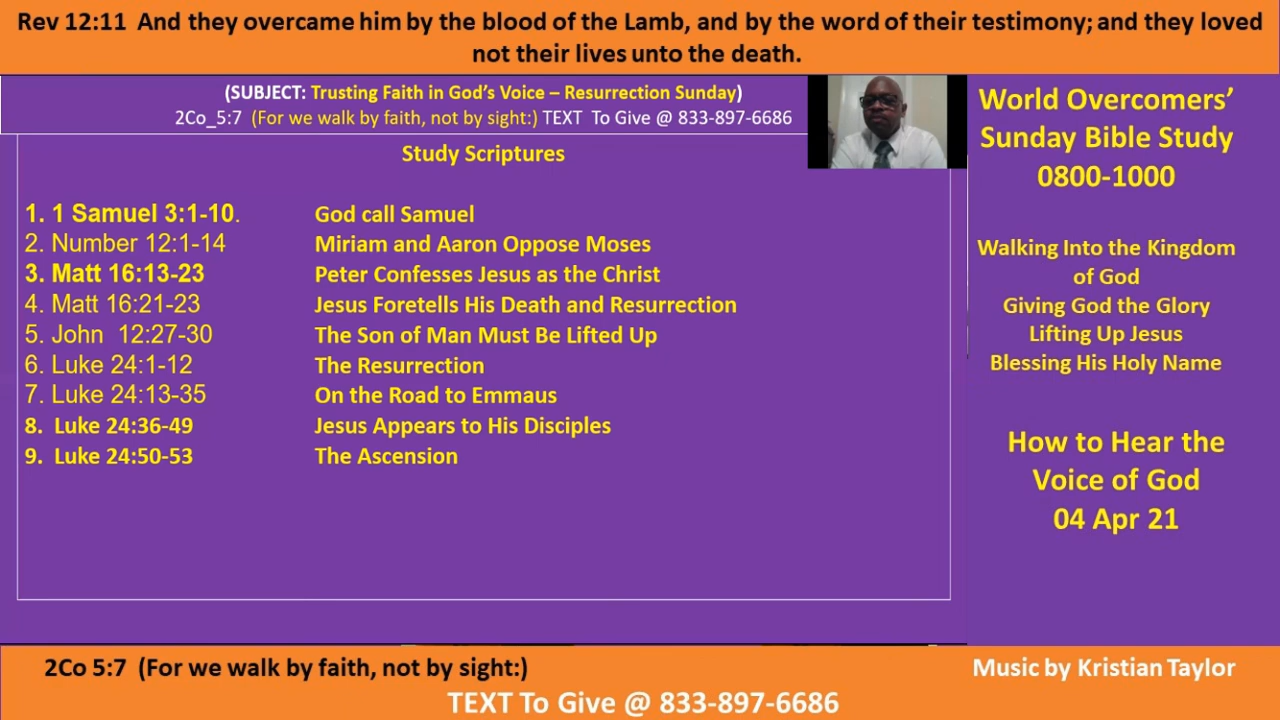 Rev 12:11 And they overcame him by the blood of the Lamb, and by the word of their testimony; and they loved
not their lives unto the death.
(SUBJECT: Trusting Faith in God's Voice – Resurrection Sunday)
2Co_5:7 (For we walk by faith, not by sight:) TEXT To Give @ 833-897-6686
Study Scriptures
1. 1 Samuel 3:1-10. God call Samuel
2. Number 12:1-14 Miriam and Aaron Oppose Moses
3. Matt 16:13-23 Peter Confesses Jesus as the Christ
4. Matt 16:21-23 Jesus Foretells His Death and Resurrection
5. John 12:27-30 The Son of Man Must Be Lifted Up
6. Luke 24:1-12 The Resurrection
7. Luke 24:13-35 On the Road to Emmaus
8. Luke 24:36-49 Jesus Appears to His Disciples
9. Luke 24:50-53 The Ascension
World Overcomers'
Sunday Bible Study
0800-1000
Walking Into the Kingdom
of God
Giving God the Glory
Lifting Up Jesus
Blessing His Holy Name
How to Hear the
Voice of God
04 Apr 21
2Co 5:7 (For we walk by faith, not by sight:)
Music by Kristian Taylor
TEXT To Give @ 833-897-6686